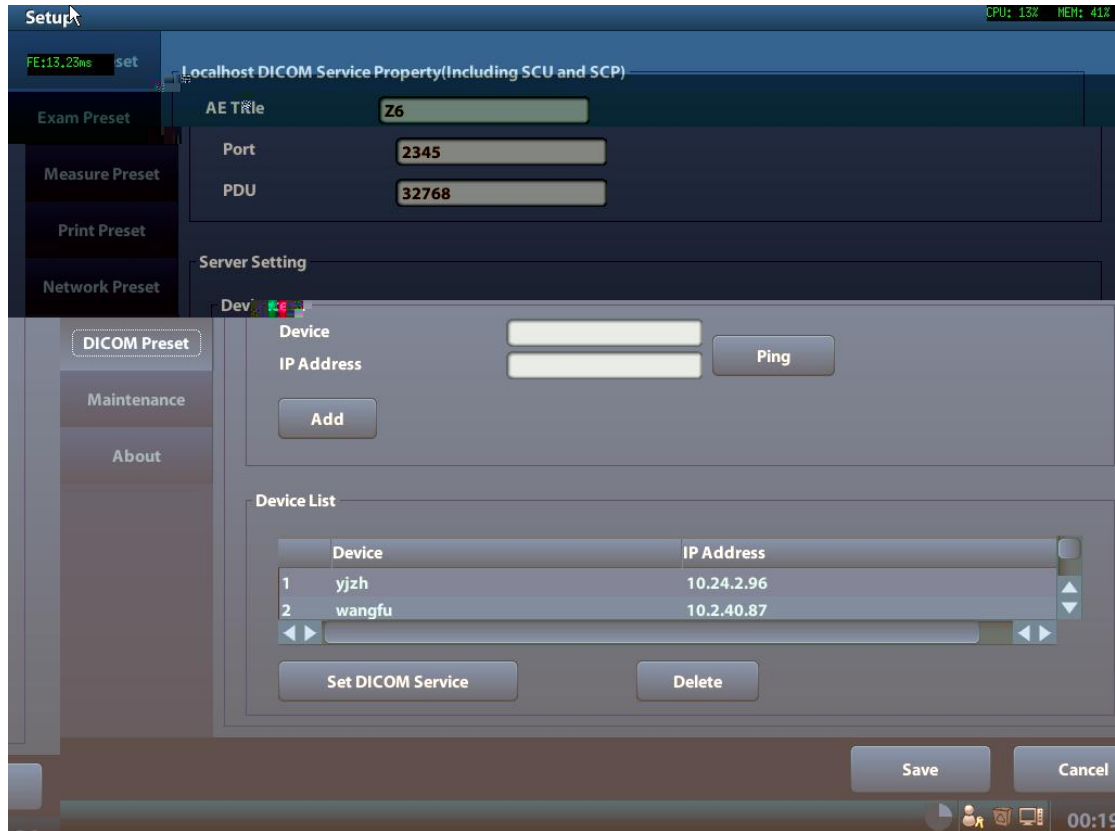 Setup
CPU: 13% MEM: 41%
FE:13.23ms set
Localhost DICOM Service Property(Including SCU and SCP)
AE Title Z6
Exam Preset
Port 2345
Measure Preset
PDU 32768
Print Preset
Server Setting
Network Preset
Device
DICOM Preset
IP Address
Ping
Maintenance
Add
About
Device List
Device IP Address
1 yjzh 10.24.2.96
2 wangfu 10.2.40.87
Set DICOM Service Delete
Save Cancel